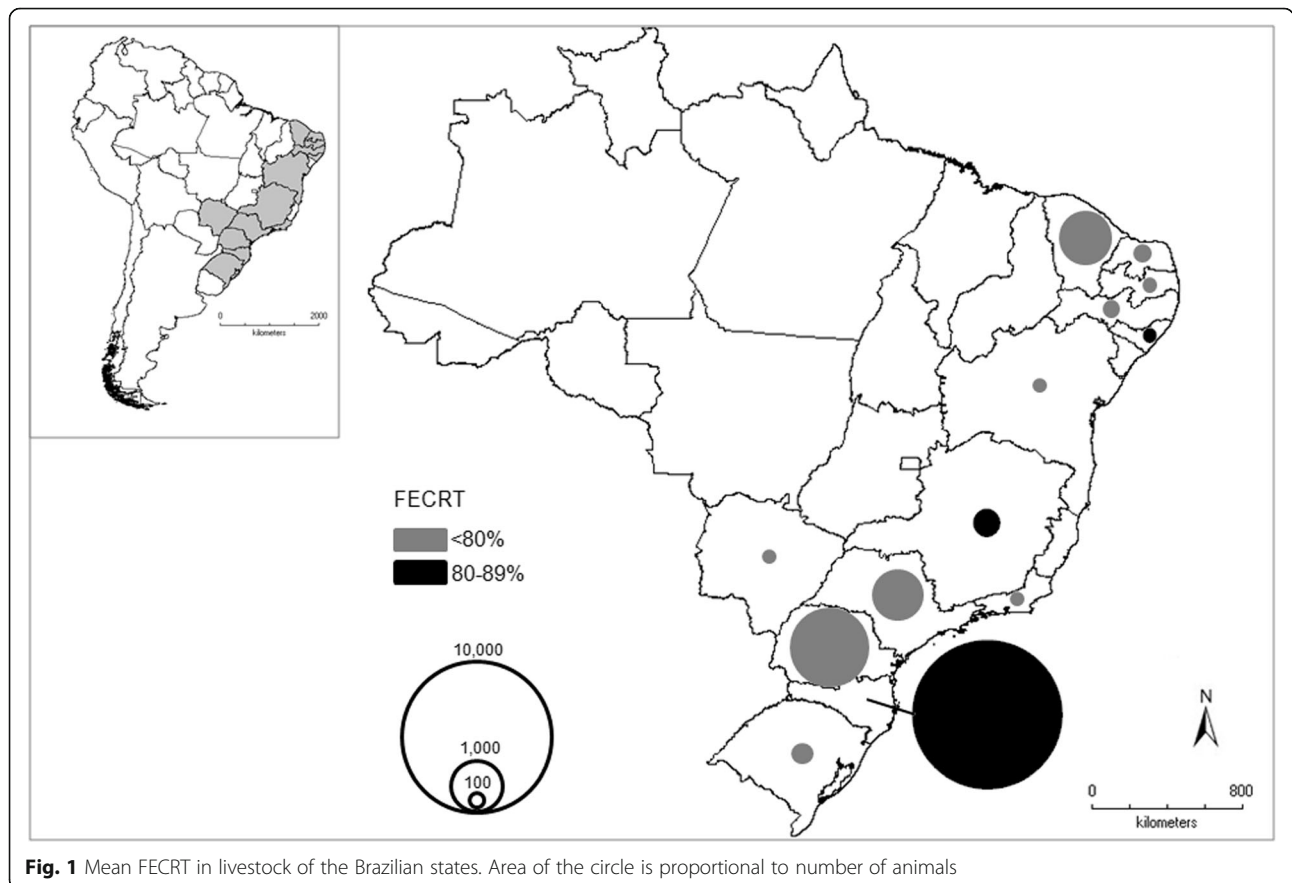 0 2000
kilometers
FECRT
<80%
80-89%
10,000
1,000
100
N
0 800
kilometers
Fig. 1 Mean FECRT in livestock of the Brazilian states. Area of the circle is proportional to number of animals